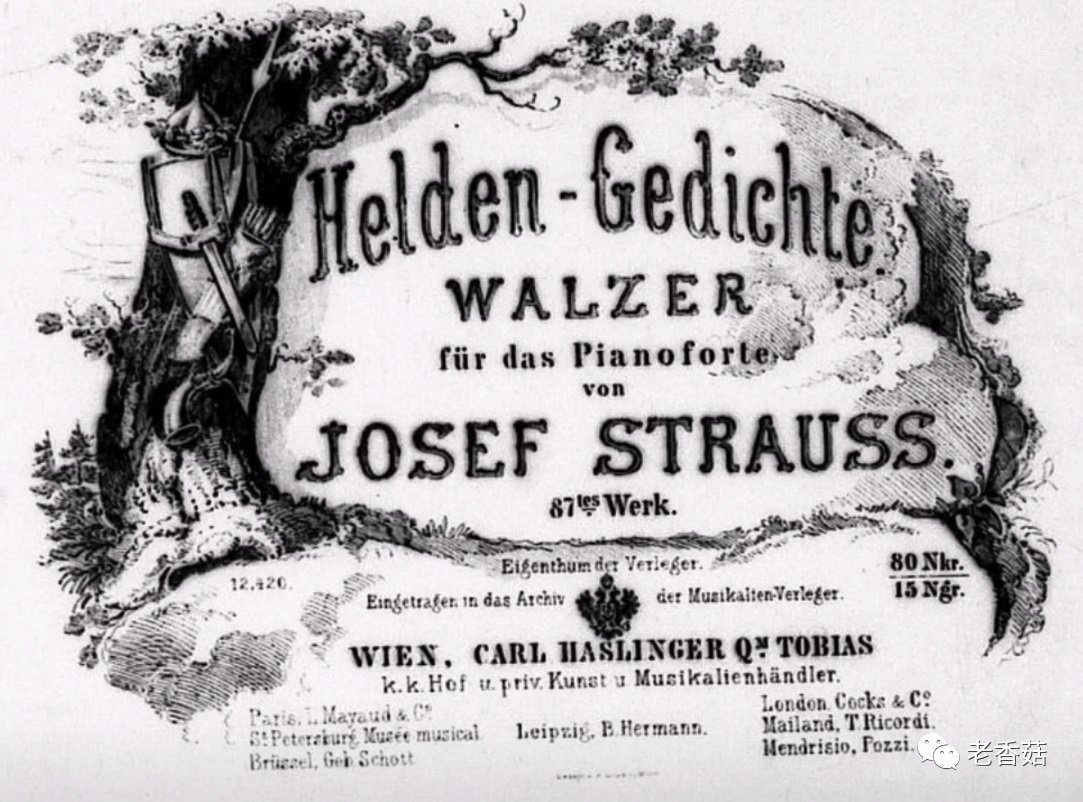 Helden-Gedichte.
WALZER
für das Pianoforte
von
JOSEF STRAUSS.
87tes Werk.
12,420.
Eigenthum der Verleger.
80 Nkr.
15 Ngr.
Eingetragen in das Archiv der Musikalien-Verleger.
WIEN, CARL HASLINGER QM TOBIAS
k.k. Hof u. priv. Kunst u Musikalienhändler.
Paris, Mayaud & Co
St Petersburg, Musée musical
Brüssel, Geb. Schott
Leipzig, B. Hermann.
London, Cocks & Co
Mailand, T. Ricordi.
Mendrisio, Pozzi.
老香菇